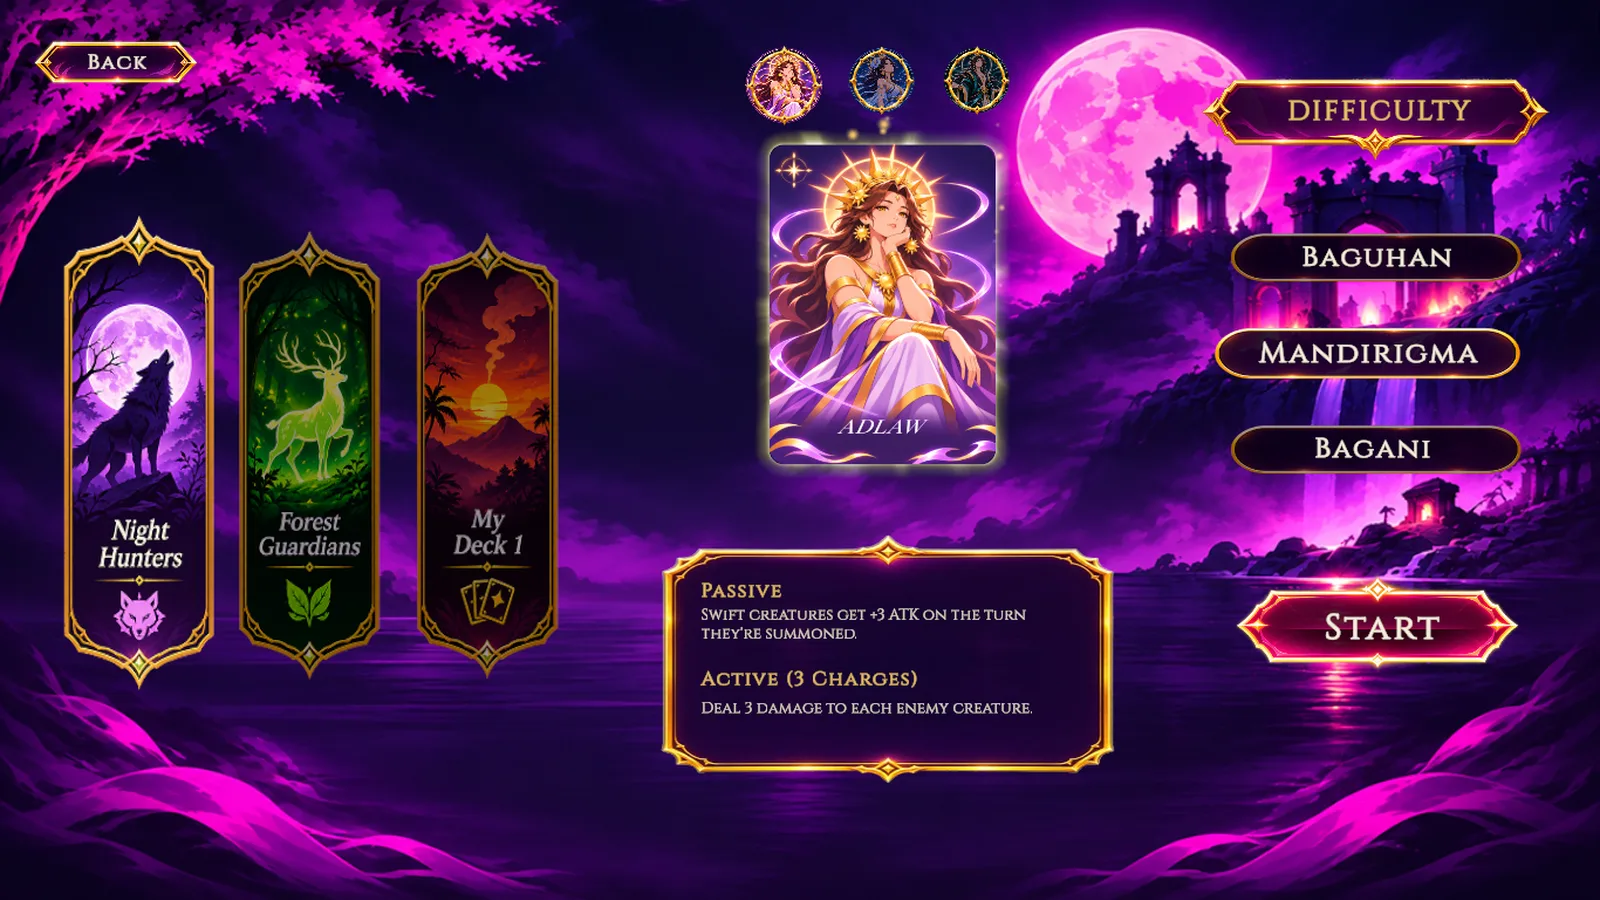 Back
Night
Hunters
Forest
Guardians
My
Deck 1
ADLAW
Passive
Swift creatures get +3 ATK on the turn
they're summoned.
Active (3 Charges)
Deal 3 damage to each enemy creature.
DIFFICULTY
Baguhan
Mandirigma
Bagani
Start